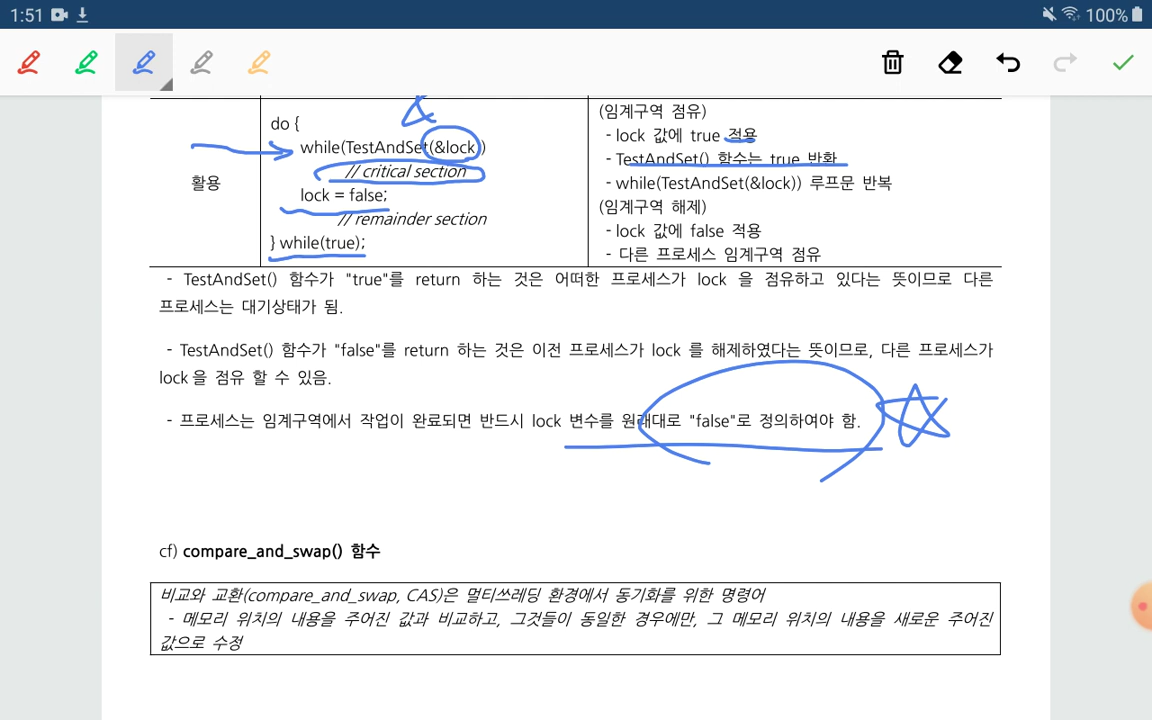 1:51
100%
활용
do {
while(TestAndSet(&lock))
// critical section
lock = false;
// remainder section
} while(true);
(임계구역 점유)
- lock 값에 true 적용
- TestAndSet() 함수는 true 반환
- while(TestAndSet(&lock)) 루프문 반복
(임계구역 해제)
- lock 값에 false 적용
- 다른 프로세스 임계구역 점유
- TestAndSet() 함수가 "true"를 return 하는 것은 어떠한 프로세스가 lock 을 점유하고 있다는 뜻이므로 다른
프로세스는 대기상태가 됨.
- TestAndSet() 함수가 "false"를 return 하는 것은 이전 프로세스가 lock 를 해제하였다는 뜻이므로, 다른 프로세스가
lock을 점유 할 수 있음.
- 프로세스는 임계구역에서 작업이 완료되면 반드시 lock 변수를 원래대로 "false"로 정의하여야 함.
cf) compare_and_swap() 함수
비교와 교환(compare_and_swap, CAS)은 멀티쓰레딩 환경에서 동기화를 위한 명령어
- 메모리 위치의 내용을 주어진 값과 비교하고, 그것들이 동일한 경우에만, 그 메모리 위치의 내용을 새로운 주어진
값으로 수정